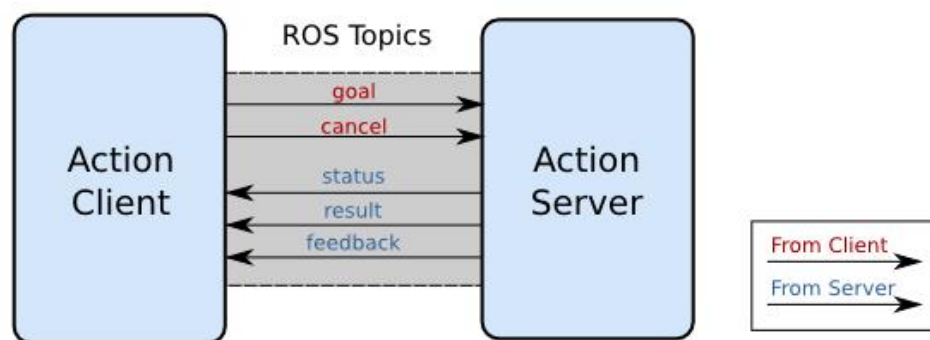 ROS Topics
Action
Client
goal
cancel
status
result
feedback
Action
Server
From Client
From Server